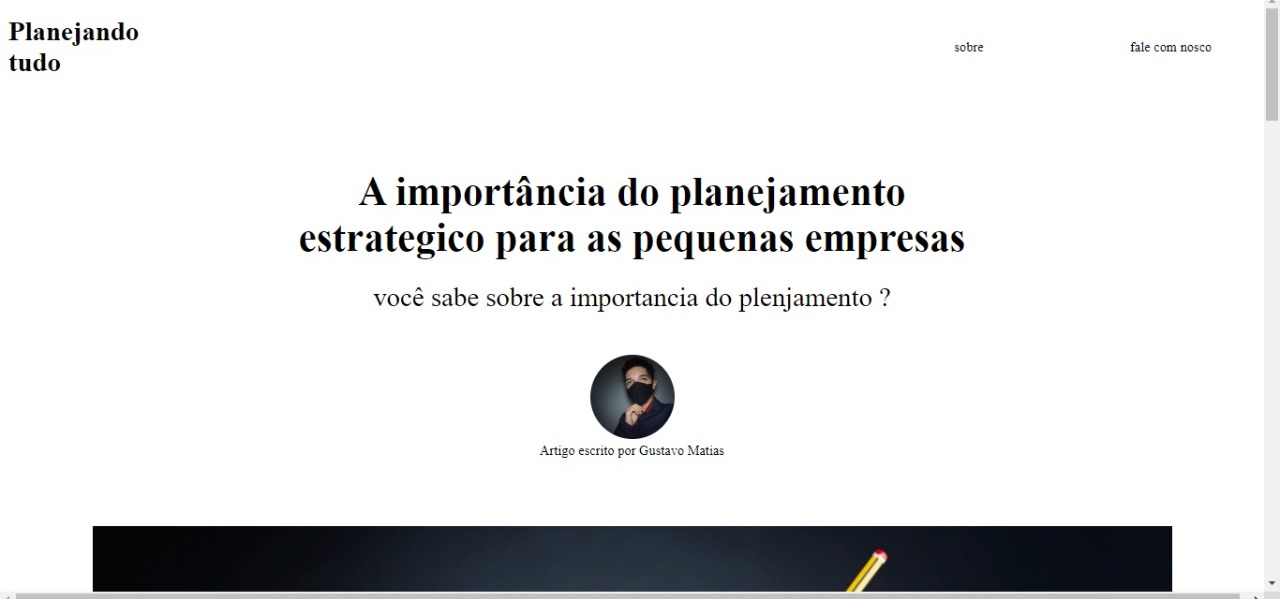 Planejando
tudo
sobre
fale com nosco
A importância do planejamento
estrategico para as pequenas empresas
você sabe sobre a importancia do plenjamento ?
Artigo escrito por Gustavo Matias